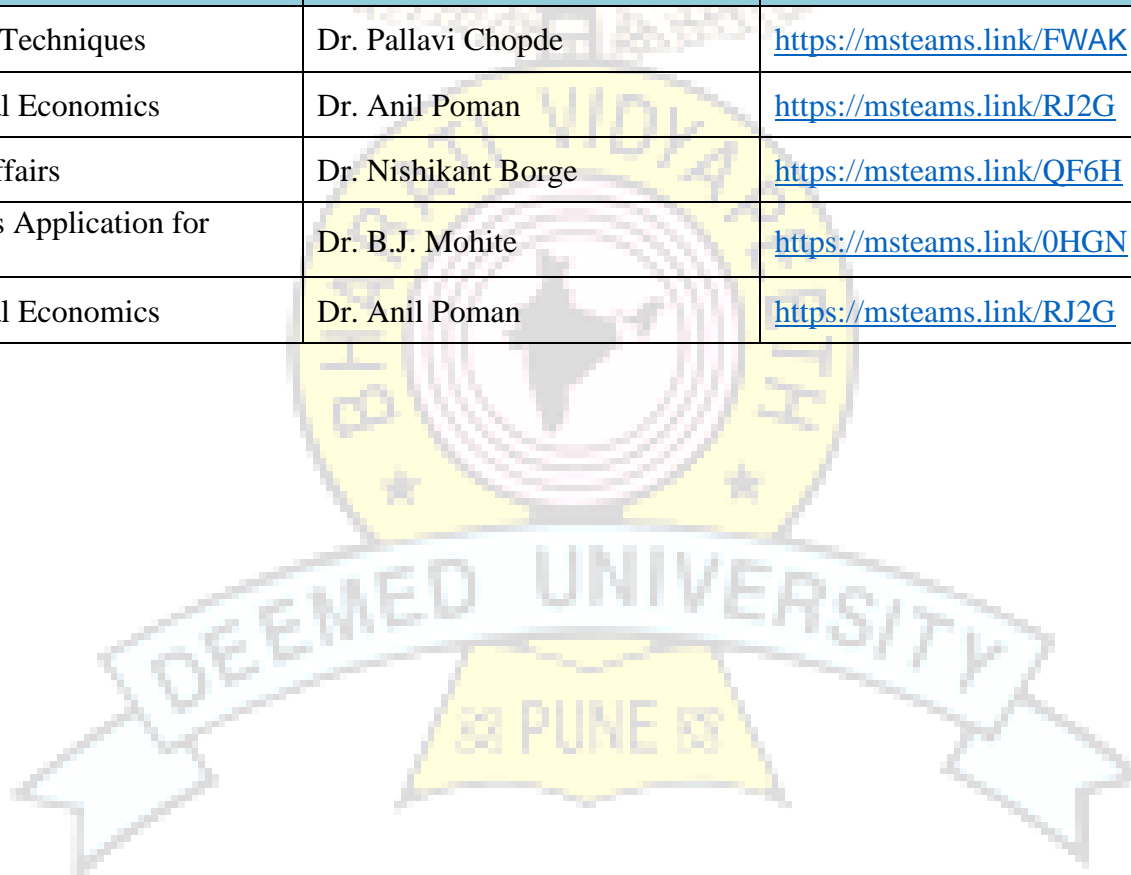 Techniques Dr. Pallavi Chopde https://msteams.link/FWAK
l Economics Dr. Anil Poman https://msteams.link/RJ2G
ffairs Dr. Nishikant Borge https://msteams.link/QF6H
s Application for Dr. B.J. Mohite https://msteams.link/0HGN
l Economics Dr. Anil Poman https://msteams.link/RJ2G
BHARATI VIDYAPEETH
DEEMED UNIVERSITY
PUNE